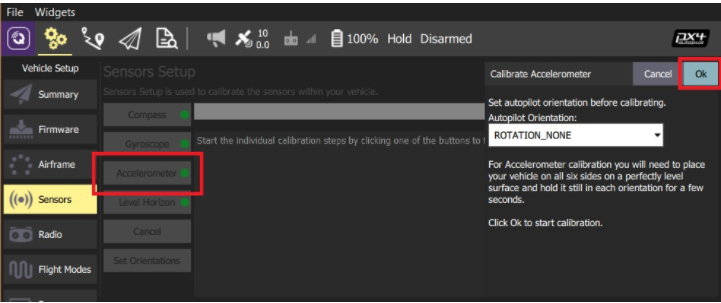 File Widgets
10
0.0
100% Hold Disarmed
px4
autopilot
Vehicle Setup
Summary
Firmware
Airframe
Sensors
Radio
Flight Modes
Sensors Setup
Sensors Setup is used to calibrate the sensors within your vehicle.
Compass
Gyroscope
Accelerometer
Level Horizon
Cancel
Set Orientations
Start the individual calibration steps by clicking one of the buttons to
Calibrate Accelerometer
Cancel
Ok
Set autopilot orientation before calibrating.
Autopilot Orientation:
ROTATION_NONE
For Accelerometer calibration you will need to place
your vehicle on all six sides on a perfectly level
surface and hold it still in each orientation for a few
seconds.
Click Ok to start calibration.